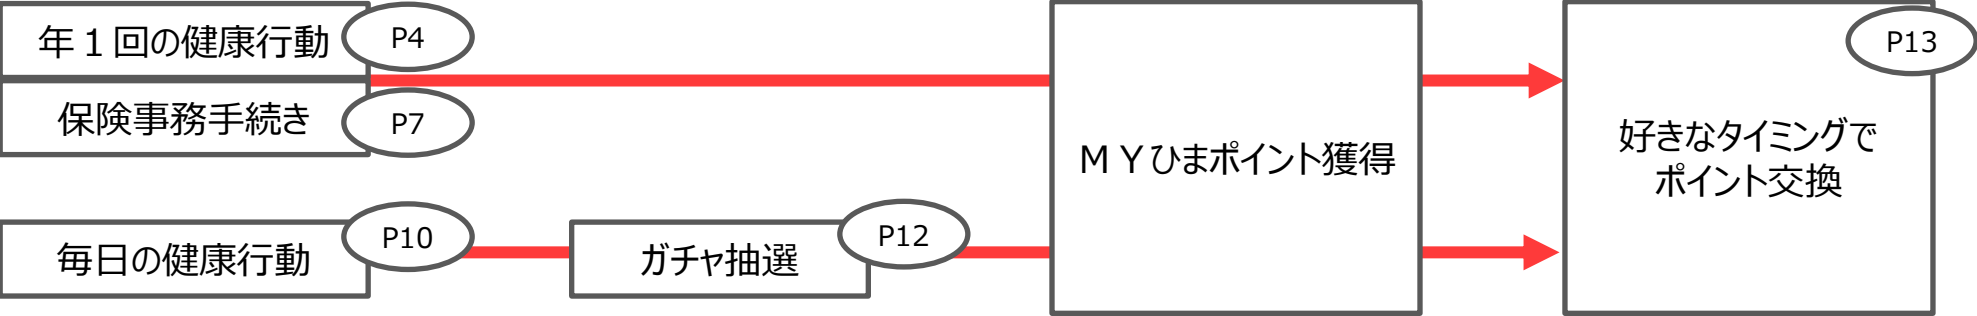 年１回の健康行動
P4
保険事務手続き
P7
毎日の健康行動
P10
ガチャ抽選
P12
ＭＹひまポイント獲得
P13
好きなタイミングで
ポイント交換